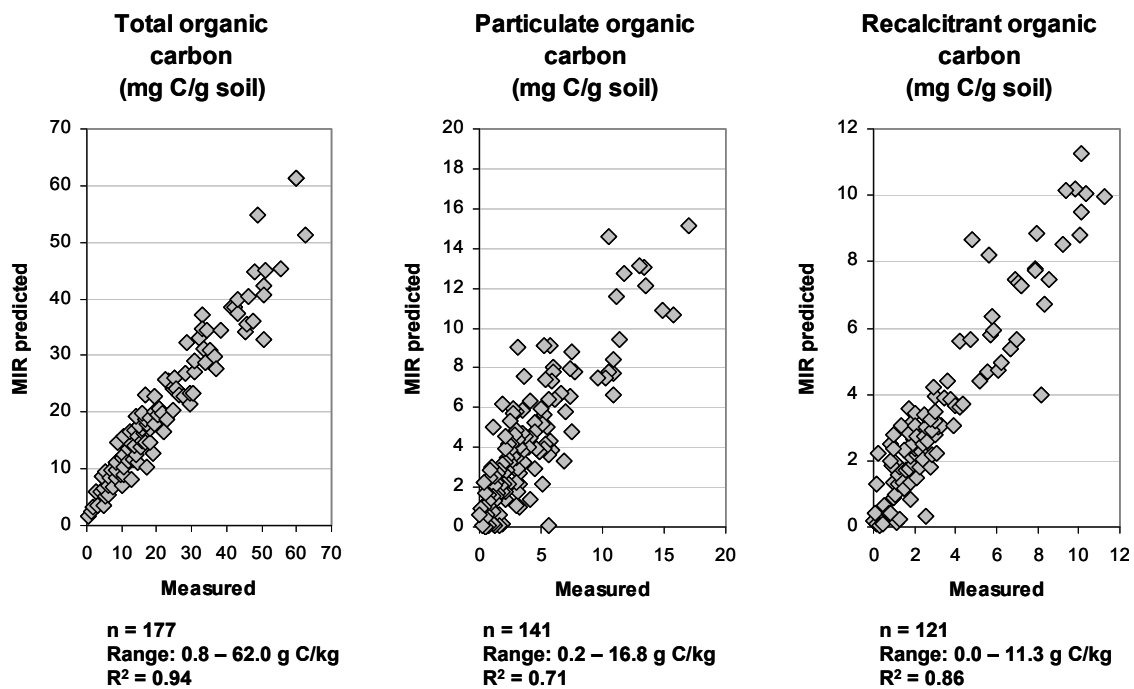 Total organic
carbon
(mg C/g soil)
70
60
50
40
30
20
10
0
MIR predicted
0 10 20 30 40 50 60 70
Measured
n = 177
Range: 0.8 – 62.0 g C/kg
R² = 0.94
Particulate organic
carbon
(mg C/g soil)
20
18
16
14
12
10
8
6
4
2
0
MIR predicted
0 5 10 15 20
Measured
n = 141
Range: 0.2 – 16.8 g C/kg
R² = 0.71
Recalcitrant organic
carbon
(mg C/g soil)
12
10
8
6
4
2
0
MIR predicted
0 2 4 6 8 10 12
Measured
n = 121
Range: 0.0 – 11.3 g C/kg
R² = 0.86